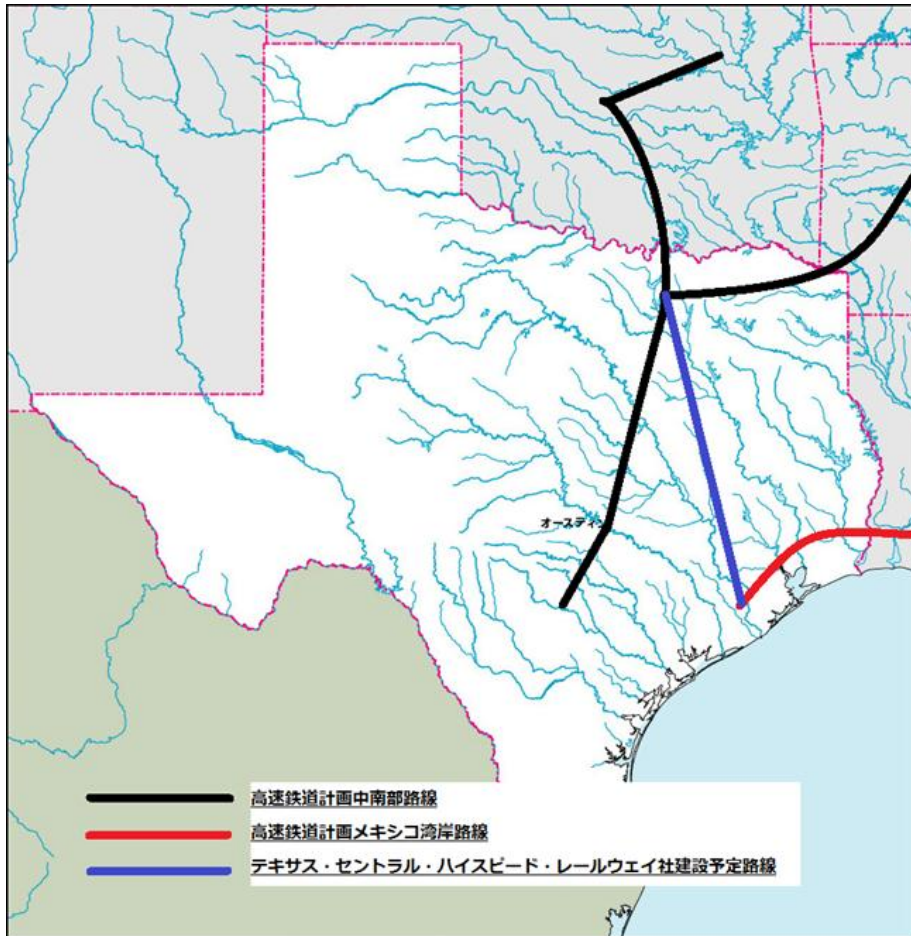 オースティン
高速鉄道計画中南部路線
高速鉄道計画メキシコ湾岸路線
テキサス・セントラル・ハイスピード・レールウェイ社建設予定路線